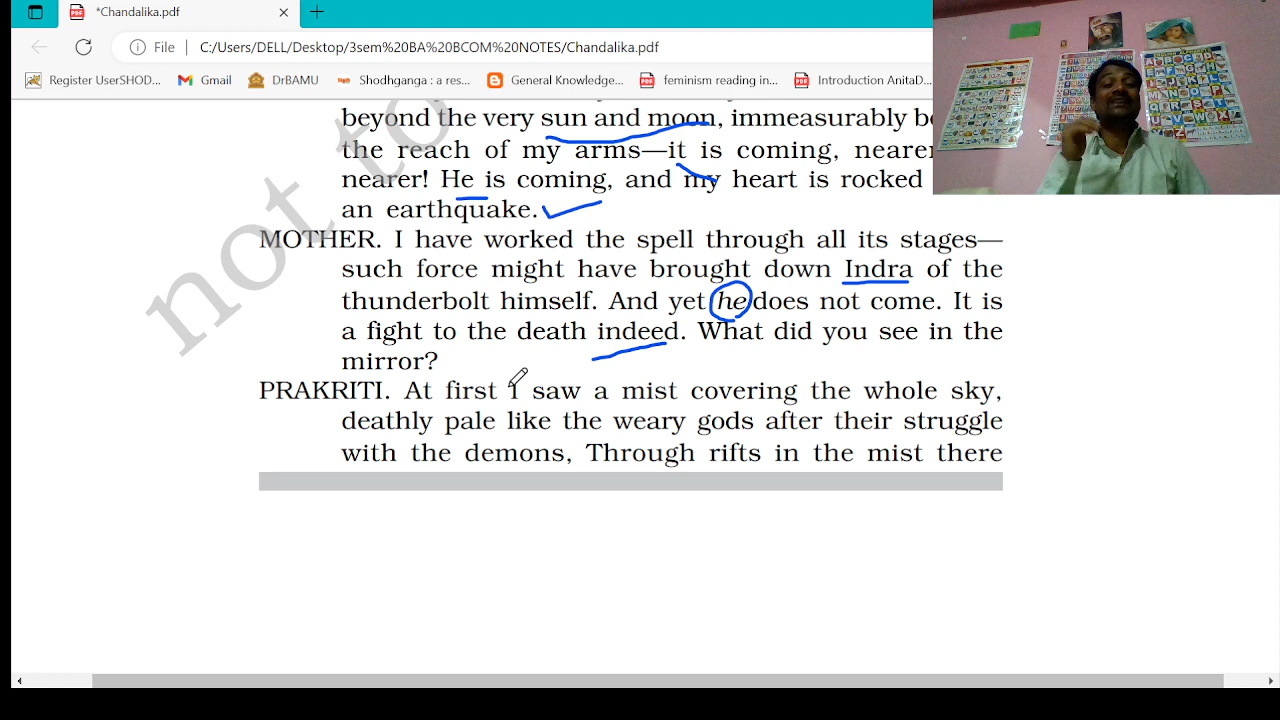 *Chandalika.pdf
File C:/Users/DELL/Desktop/3sem%20BA%20BCOM%20NOTES/Chandalika.pdf
Register UserSHOD... Gmail DrBAMU Shodhganga : a res... General Knowledge... feminism reading in... Introduction AnitaD...
beyond the very sun and moon, immeasurably be
the reach of my arms—it is coming, nearer
nearer! He is coming, and my heart is rocked
an earthquake.
MOTHER. I have worked the spell through all its stages—
such force might have brought down Indra of the
thunderbolt himself. And yet he does not come. It is
a fight to the death indeed. What did you see in the
mirror?
PRAKRITI. At first I saw a mist covering the whole sky,
deathly pale like the weary gods after their struggle
with the demons, Through rifts in the mist there
not to